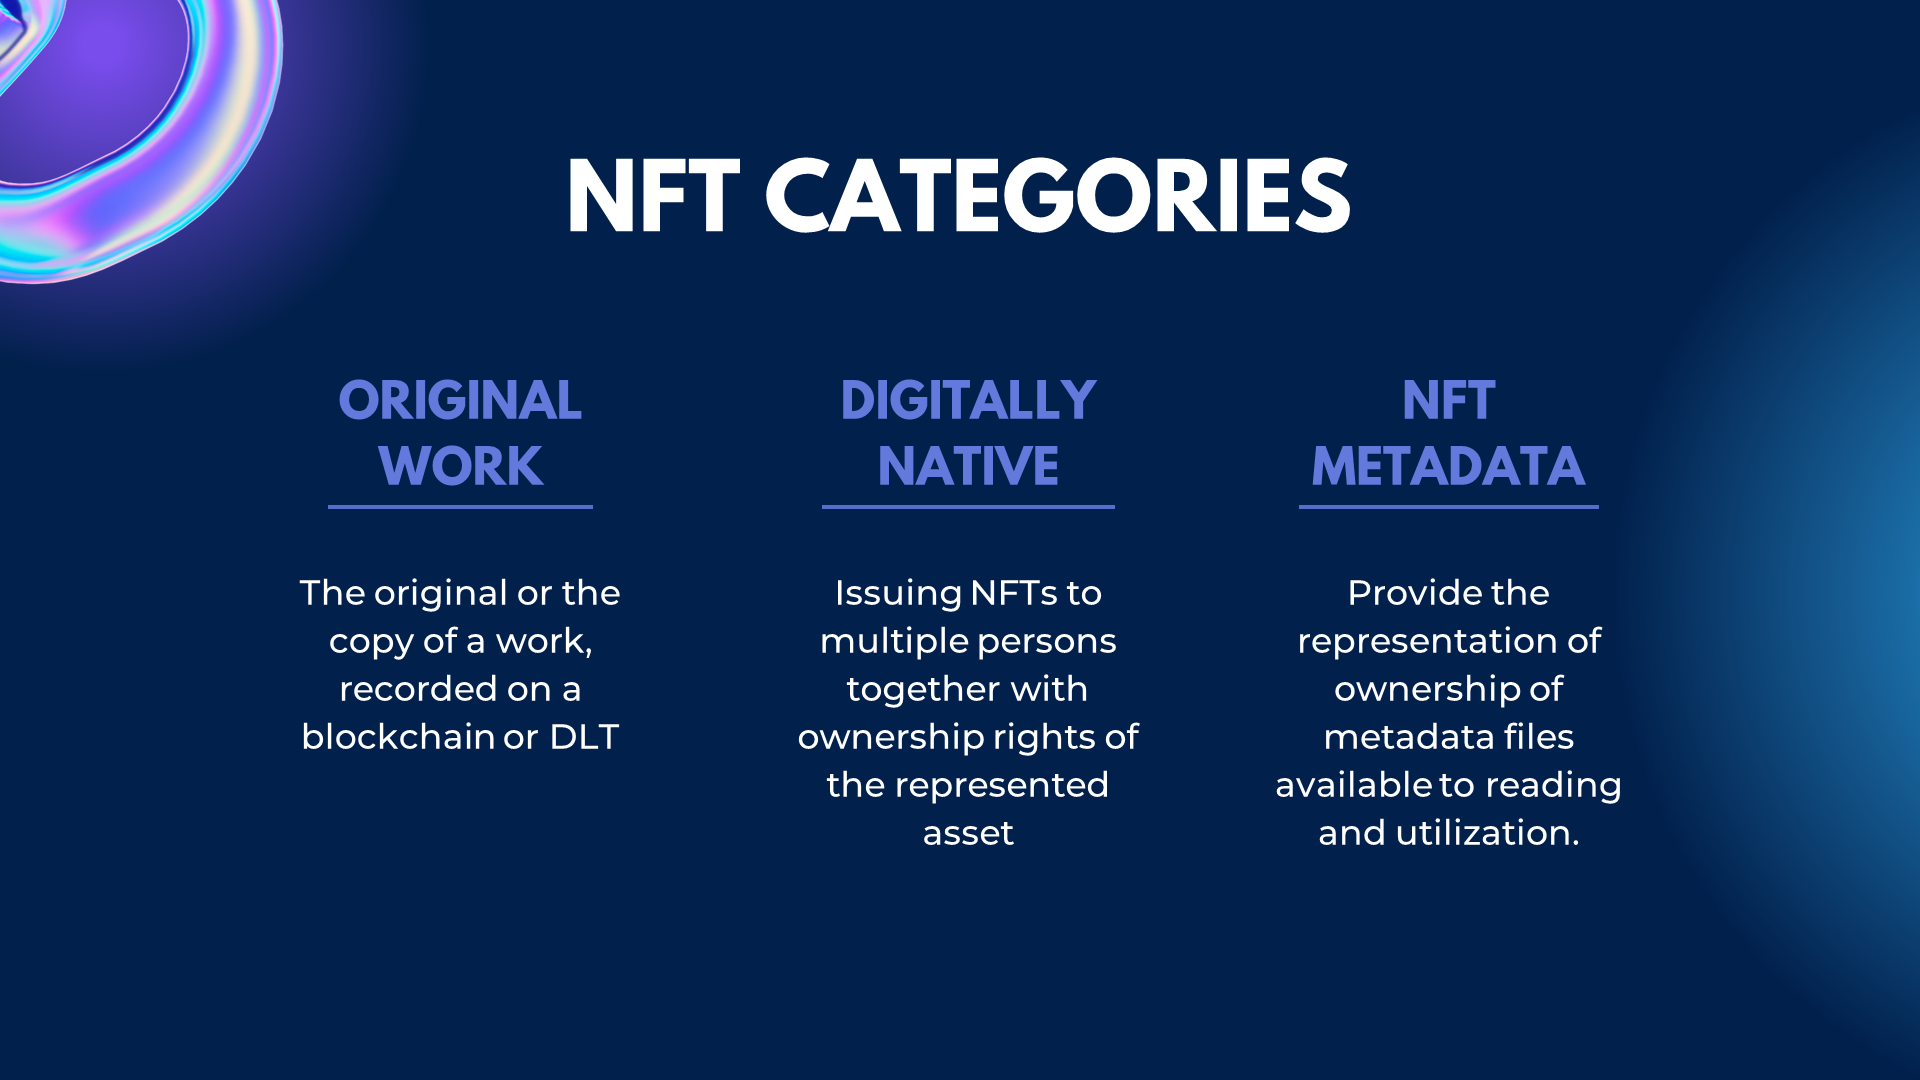 NFT CATEGORIES
ORIGINAL
WORK
The original or the
copy of a work,
recorded on a
blockchain or DLT
DIGITALLY
NATIVE
Issuing NFTs to
multiple persons
together with
ownership rights of
the represented
asset
NFT
METADATA
Provide the
representation of
ownership of
metadata files
available to reading
and utilization.